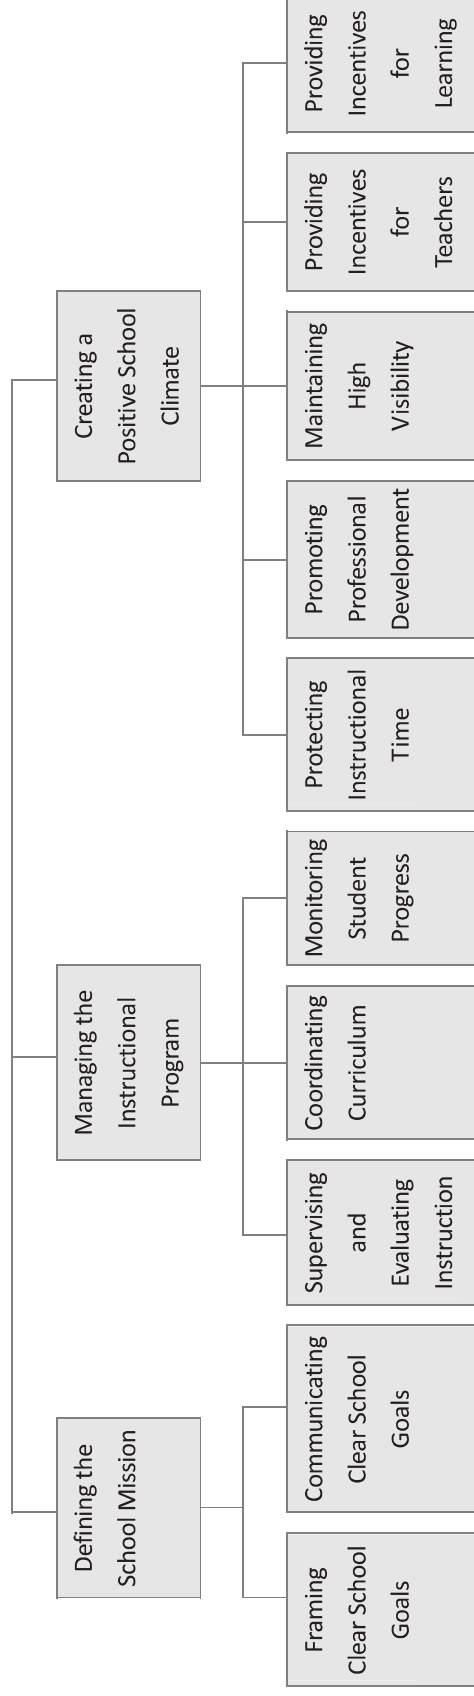 Defining the
School Mission
Managing the
Instructional
Program
Creating a
Positive School
Climate
Framing
Clear School
Goals
Communicating
Clear School
Goals
Supervising
and
Evaluating
Instruction
Coordinating
Curriculum
Monitoring
Student
Progress
Protecting
Instructional
Time
Promoting
Professional
Development
Maintaining
High
Visibility
Providing
Incentives
for
Teachers
Providing
Incentives
for
Learning